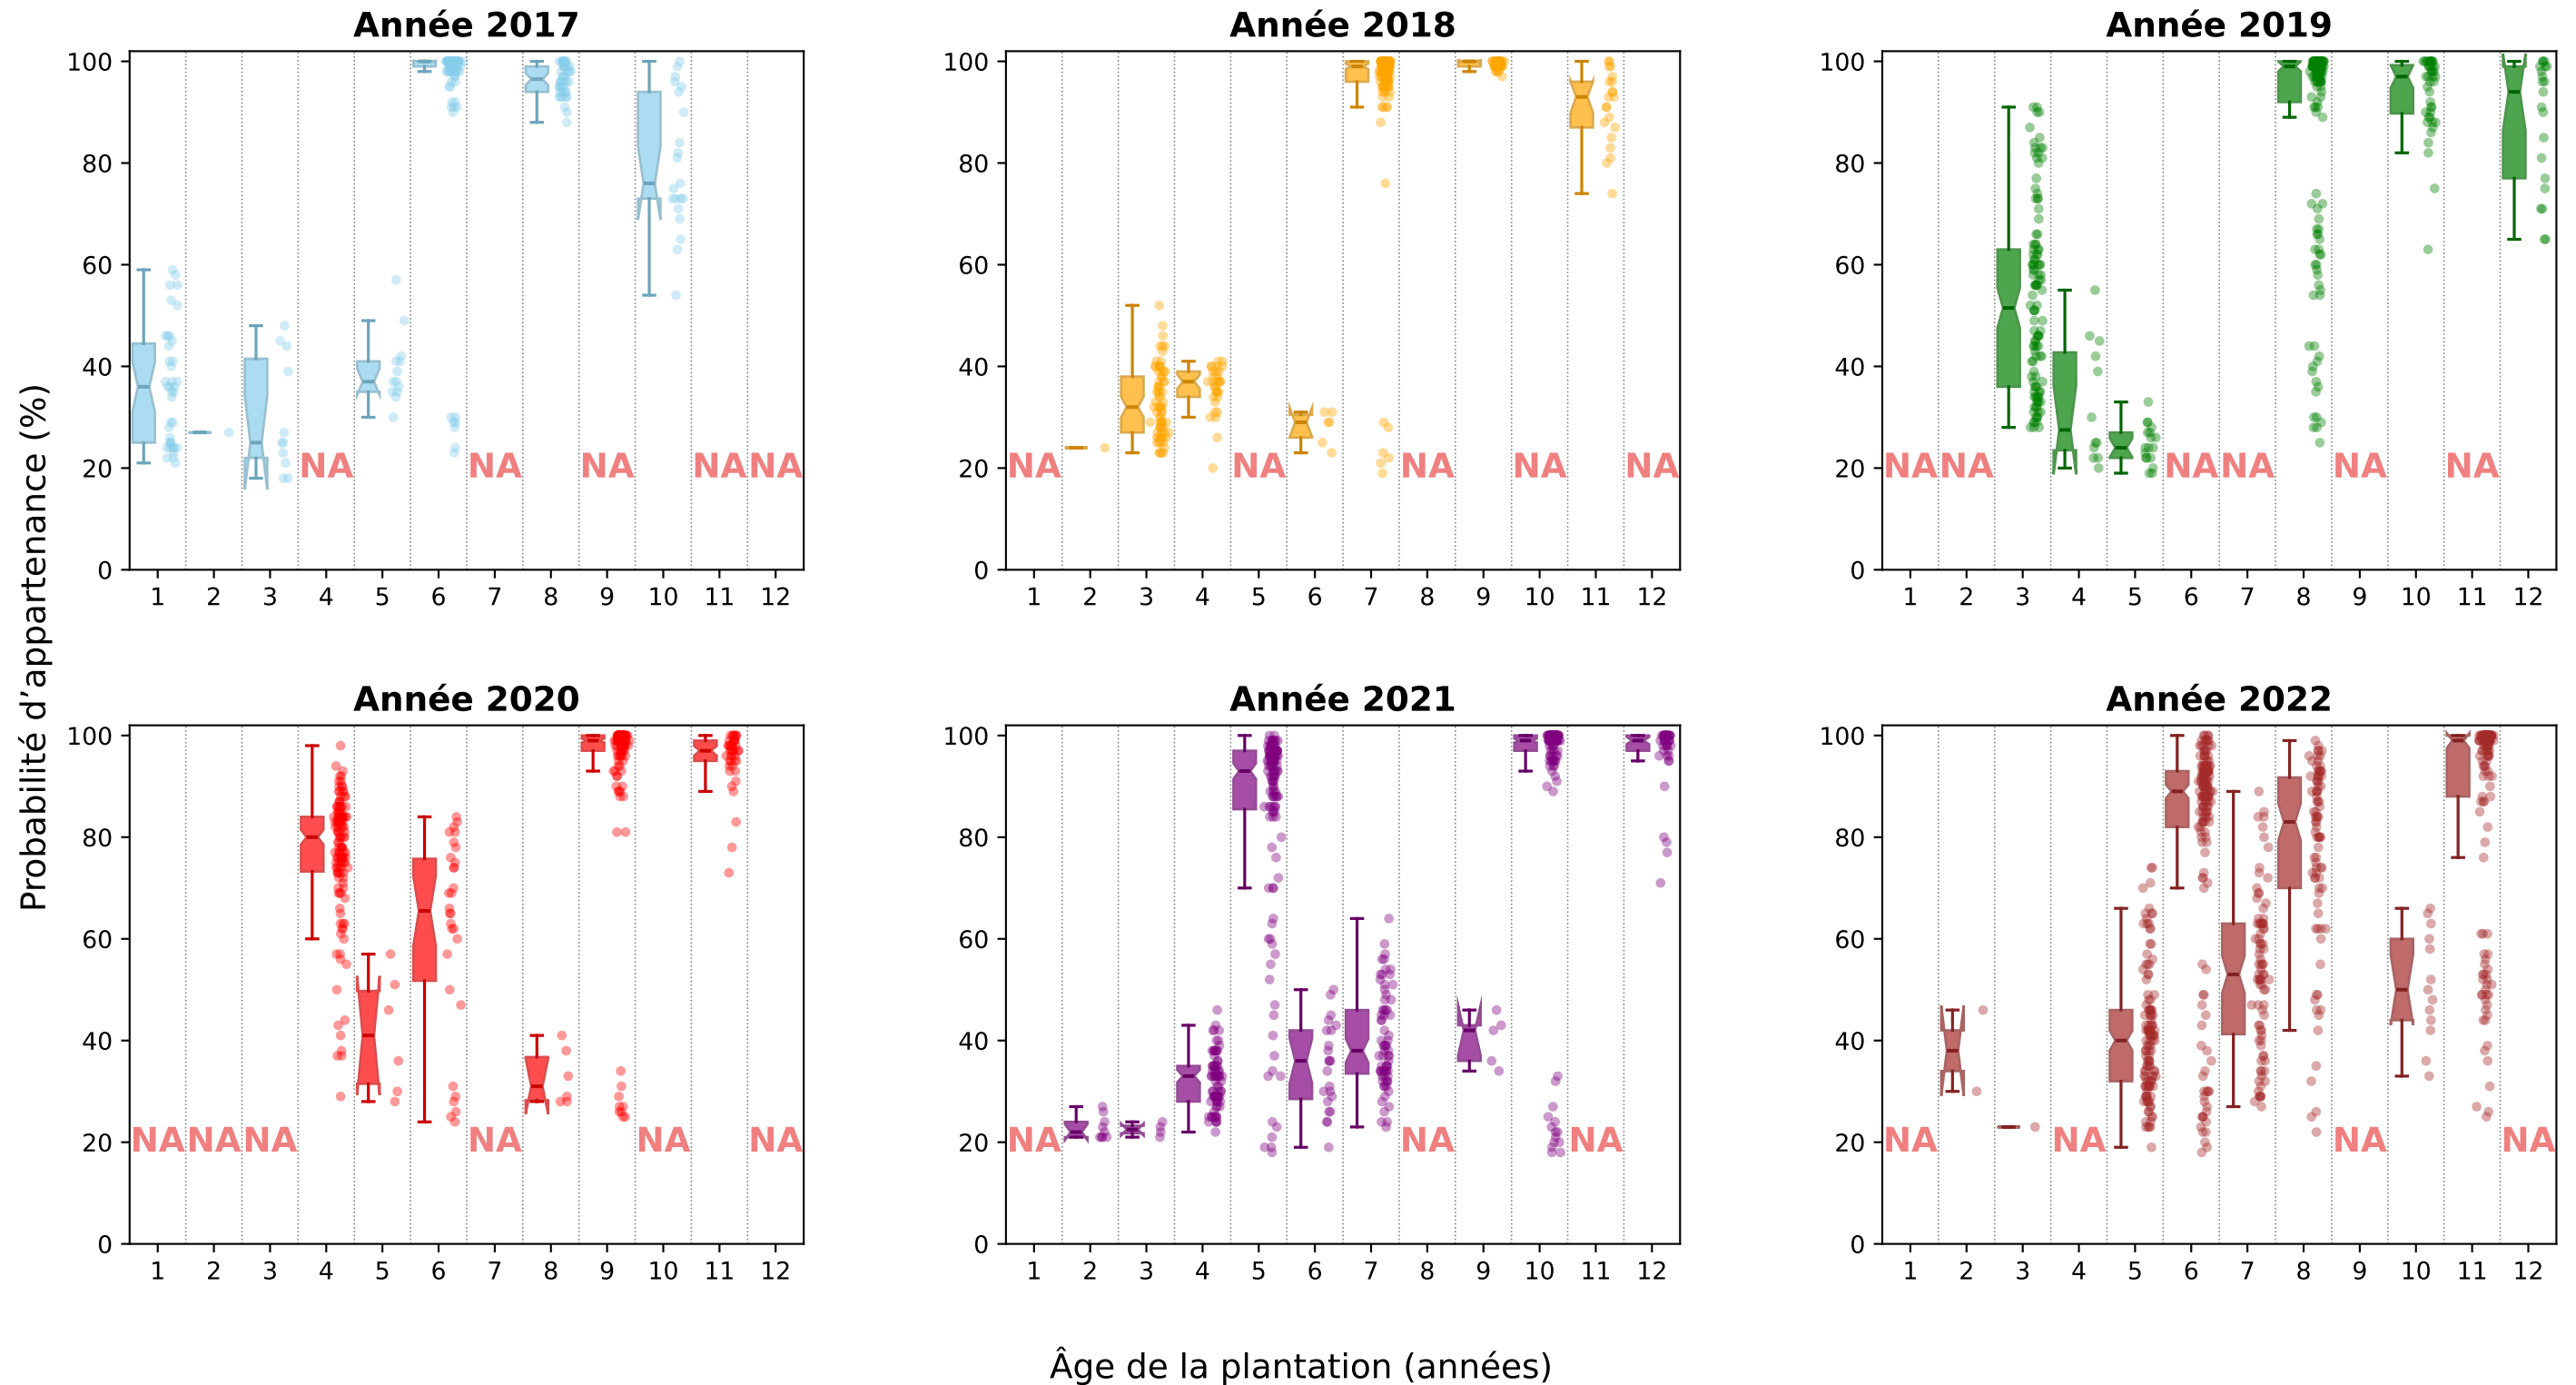 Année 2017 Année 2018 Année 2019
100 100 100
80 80 80
60 60 60
40 40 40
20 NA NA NA NA NA 20 NA NA NA NA NA 20 NA NA NA NA NA NA
0 0 0
1 2 3 4 5 6 7 8 9 10 11 12 1 2 3 4 5 6 7 8 9 10 11 12 1 2 3 4 5 6 7 8 9 10 11 12
Probabilité d’appartenance (%)
Année 2020 Année 2021 Année 2022
100 100 100
80 80 80
60 60 60
40 40 40
20 NA NA NA NA NA NA 20 NA NA NA 20 NA NA NA NA
0 0 0
1 2 3 4 5 6 7 8 9 10 11 12 1 2 3 4 5 6 7 8 9 10 11 12 1 2 3 4 5 6 7 8 9 10 11 12
Âge de la plantation (années)